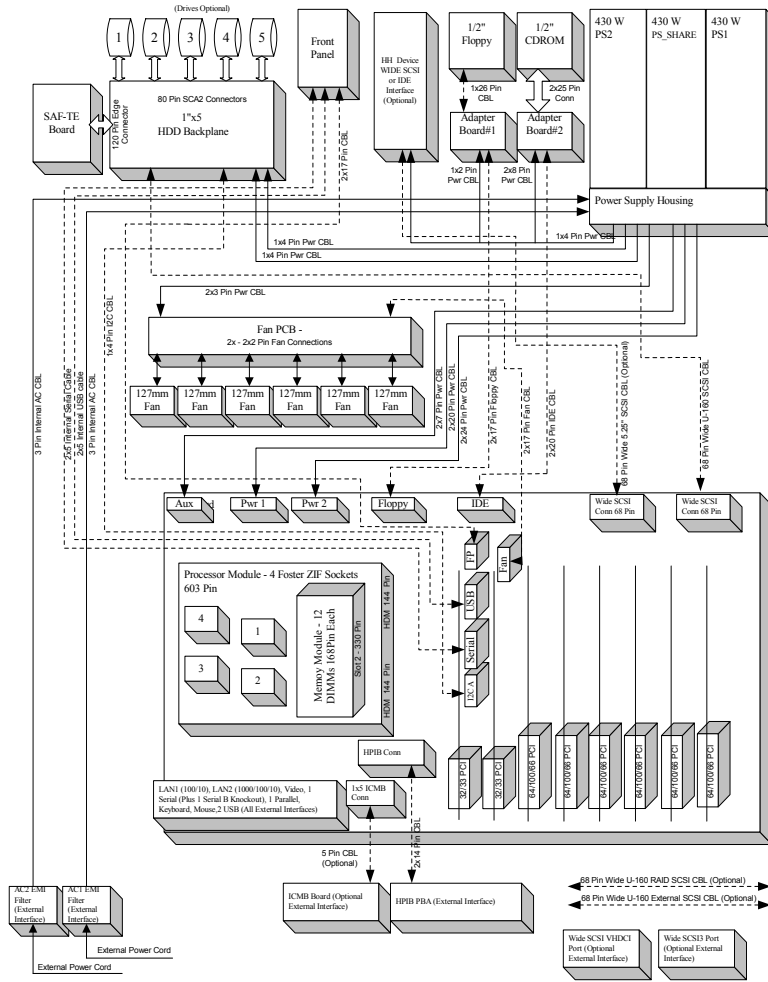 (Drives Optional)
1
2
3
4
5
Front
Panel
HH Device
WIDE SCSI
or IDE
Interface
(Optional)
1/2"
Floppy
1/2"
CDROM
430 W
PS2
430 W
PS_SHARE
430 W
PS1
1x26 Pin
CBL
2x25 Pin
Conn
SAF-TE
Board
120 Pin Edge
Connector
80 Pin SCA2 Connectors
1"x5
HDD Backplane
Adapter
Board#1
Adapter
Board#2
2x17 Pin CBL
1x2 Pin
Pwr CBL
2x8 Pin
Pwr CBL
Power Supply Housing
1x4 Pin Pwr CBL
1x4 Pin Pwr CBL
1x4 Pin Pwr CBL
2x3 Pin Pwr CBL
Fan PCB -
2x - 2x2 Pin Fan Connections
127mm
Fan
127mm
Fan
127mm
Fan
127mm
Fan
127mm
Fan
127mm
Fan
3 Pin Internal AC CBL
2x5 Internal Serial Cable
2x5 Internal USB cable
3 Pin Internal AC CBL
1x4 Pin I2C CBL
2x7 Pin Pwr CBL
2x20 Pin Pwr CBL
2x24 Pin Pwr CBL
2x17 Pin Floppy CBL
2x17 Pin Fan CBL
2x20 Pin IDE CBL
68 Pin Wide 5.25" SCSI CBL (Optional)
68 Pin Wide U-160 SCSI CBL
Aux
d
Pwr 1
Pwr 2
Floppy
IDE
Wide SCSI
Conn 68 Pin
Wide SCSI
Conn 68 Pin
FP
Fan
USB
Serial
I2C A
Processor Module - 4 Foster ZIF Sockets
603 Pin
4
1
3
2
Memoy Module - 12
DIMMs 168Pin Each
Slot 2 - 330 Pin
HDM 144 Pin
HDM 144 Pin
HPIB Conn
32/33 PCI
32/33 PCI
64/100/66 PCI
64/100/66 PCI
64/100/66 PCI
64/100/66 PCI
64/100/66 PCI
64/100/66 PCI
LAN1 (100/10), LAN2 (1000/100/10), Video, 1
Serial (Plus 1 Serial B Knockout), 1 Parallel,
Keyboard, Mouse,2 USB (All External Interfaces)
1x5 ICMB
Conn
5 Pin CBL
(Optional)
2x14 Pin CBL
AC2 EMI
Filter
(External
Interface)
AC1 EMI
Filter
(External
Interface)
External Power Cord
External Power Cord
ICMB Board (Optional
External Interface)
HPIB PBA (External Interface)
68 Pin Wide U-160 RAID SCSI CBL (Optional)
68 Pin Wide U-160 External SCSI CBL (Optional)
Wide SCSI VHDCI
Port (Optional
External Interface)
Wide SCSI3 Port
(Optional External
Interface)